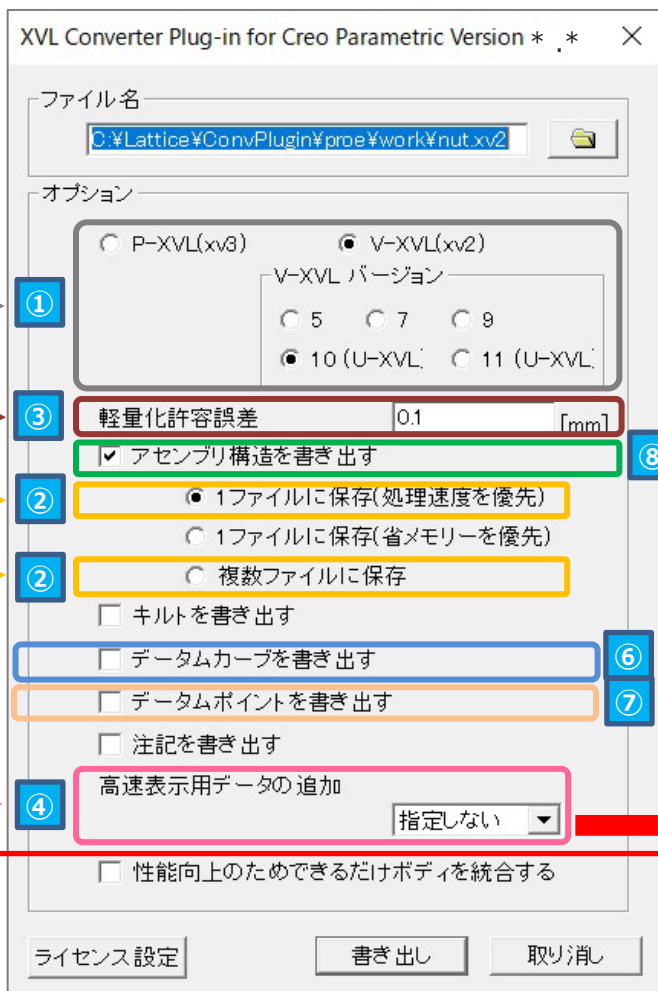 XVL Converter Plug-in for Creo Parametric Version * .* ×
ファイル名
C:¥Lattice¥ConvPlugin¥proe¥work¥nut.xv2
オプション
P-XVL(xv3) V-XVL(xv2)
V-XVL バージョン
① 5 7 9
10 (U-XVL) 11 (U-XVL)
③ 軽量化許容誤差 0.1 [mm]
アセンブリ構造を書き出す ⑧
② 1ファイルに保存(処理速度を優先)
1ファイルに保存(省メモリーを優先)
② 複数ファイルに保存
キルトを書き出す
データムカーブを書き出す ⑥
データムポイントを書き出す ⑦
注記を書き出す
高速表示用データの追加
④ 指定しない
性能向上のためできるだけボディを統合する
ライセンス設定 書き出し 取り消し